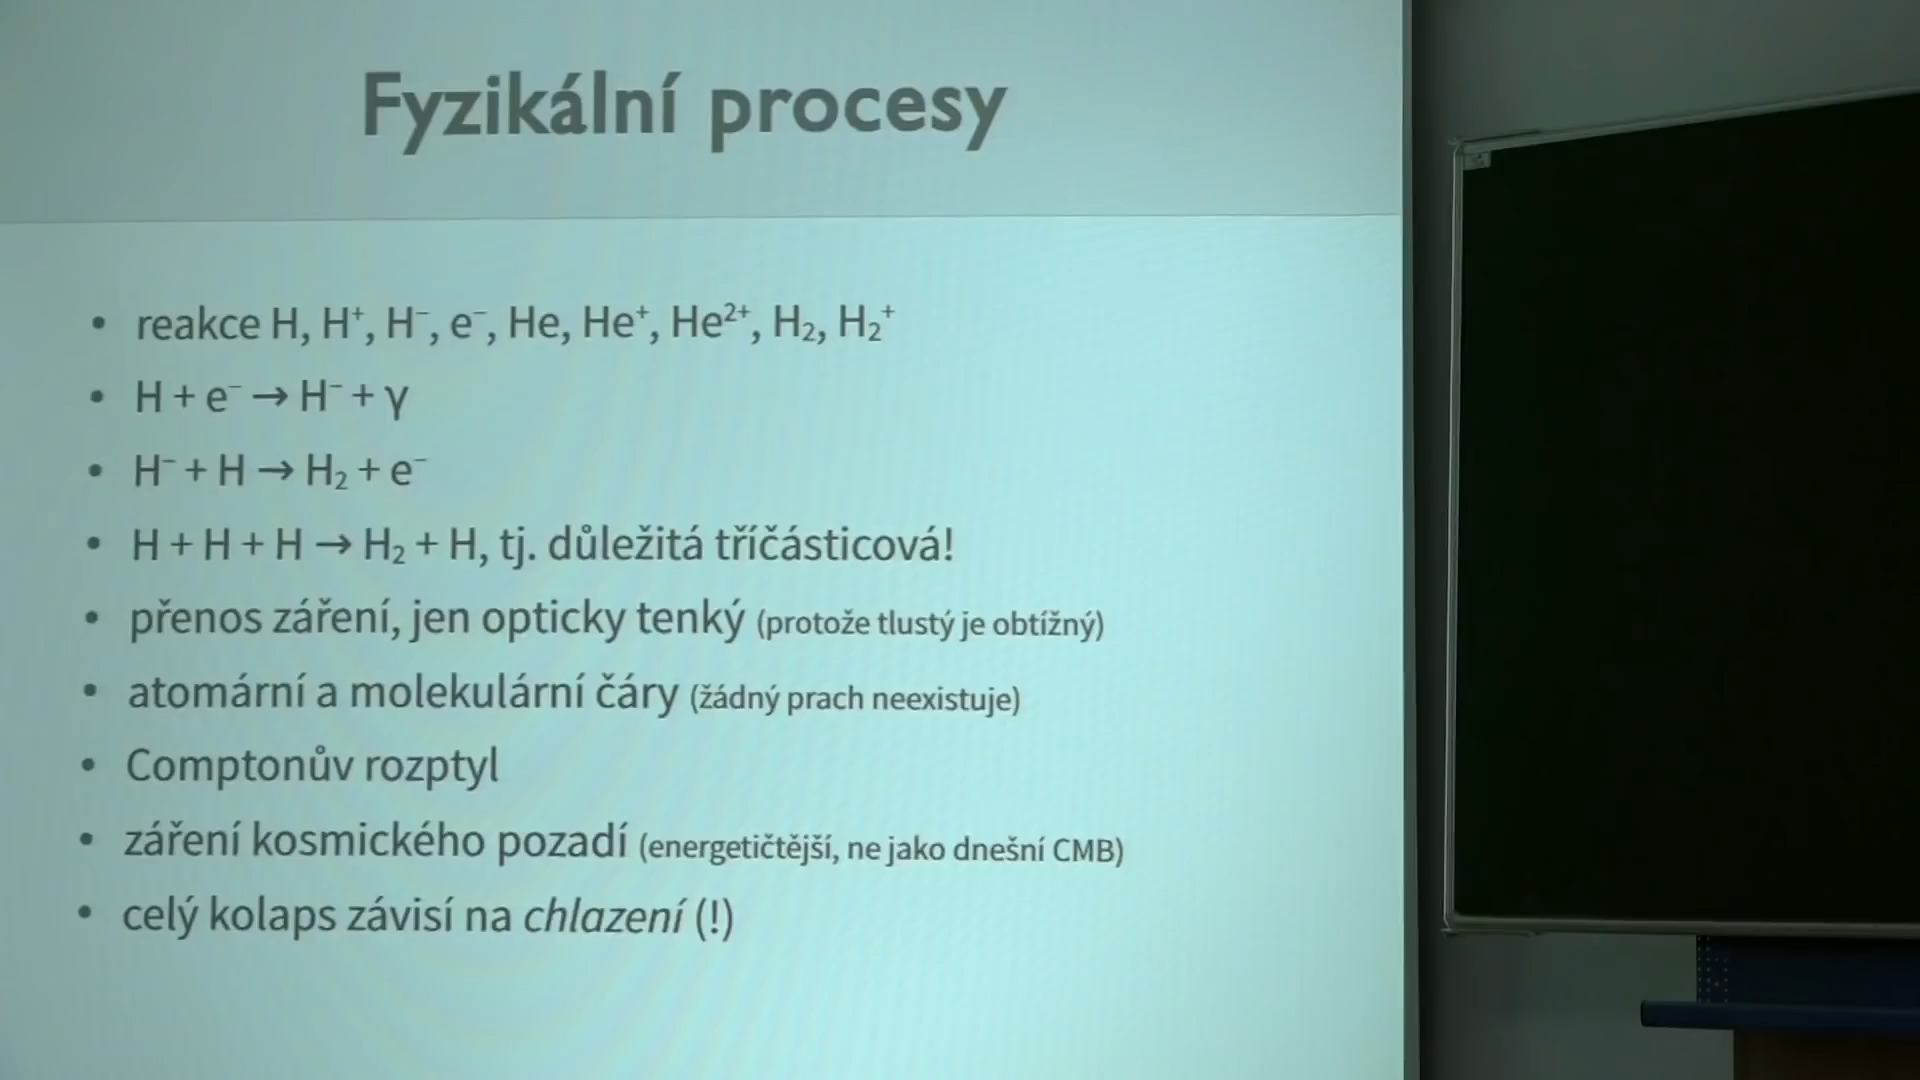 Fyzikální procesy
• reakce H, H⁺, H⁻, e⁻, He, He⁺, He²⁺, H₂, H₂⁺
• H + e⁻ → H⁻ + γ
• H⁻ + H → H₂ + e⁻
• H + H + H → H₂ + H, tj. důležitá tříčásticová!
• přenos záření, jen opticky tenký (protože tlustý je obtížný)
• atomární a molekulární čáry (žádný prach neexistuje)
• Comptonův rozptyl
• záření kosmického pozadí (energetičtější, ne jako dnešní CMB)
• celý kolaps závisí na chlazení (!)